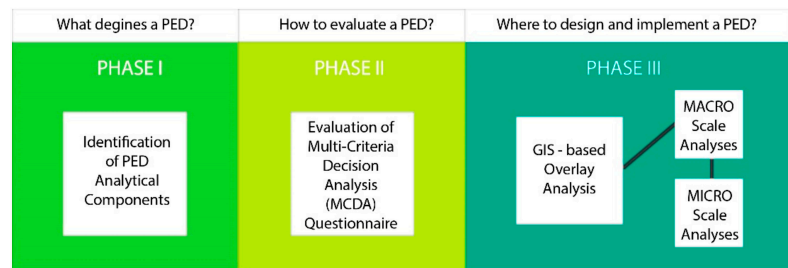 What degines a PED?
How to evaluate a PED?
Where to design and implement a PED?
PHASE I
PHASE II
PHASE III
Identification
of PED
Analytical
Components
Evaluation of
Multi-Criteria
Decision
Analysis
(MCDA)
Questionnaire
GIS - based
Overlay
Analysis
MACRO
Scale
Analyses
MICRO
Scale
Analyses